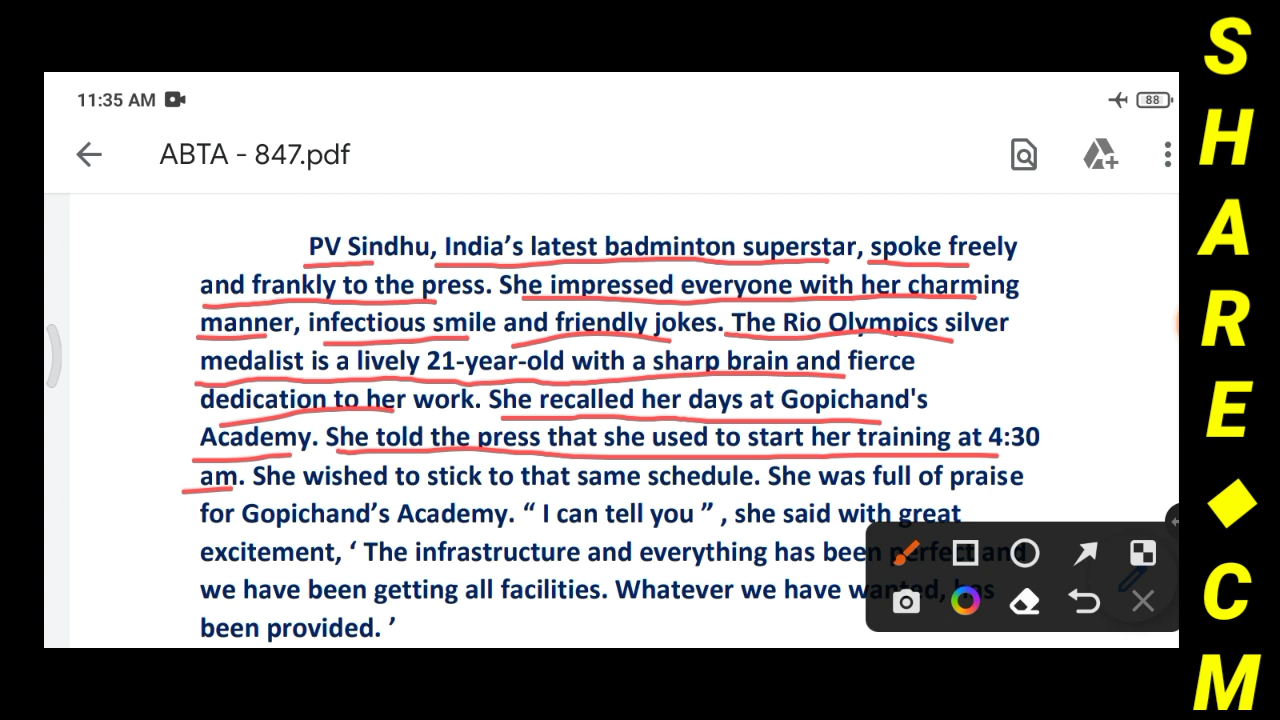 11:35 AM
88
ABTA - 847.pdf
PV Sindhu, India’s latest badminton superstar, spoke freely
and frankly to the press. She impressed everyone with her charming
manner, infectious smile and friendly jokes. The Rio Olympics silver
medalist is a lively 21-year-old with a sharp brain and fierce
dedication to her work. She recalled her days at Gopichand's
Academy. She told the press that she used to start her training at 4:30
am. She wished to stick to that same schedule. She was full of praise
for Gopichand’s Academy. “ I can tell you ” , she said with great
excitement, ‘ The infrastructure and everything has been perfect and
we have been getting all facilities. Whatever we have wanted, has
been provided. ’
SHARE◆CM